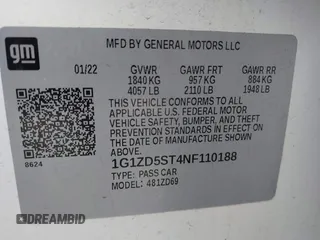 gm
MFD BY GENERAL MOTORS LLC
01/22 GVWR GAWR FRT GAWR RR
1840 KG 957 KG 884 KG
4057 LB 2110 LB 1948 LB
THIS VEHICLE CONFORMS TO ALL
APPLICABLE U.S. FEDERAL MOTOR
VEHICLE SAFETY, BUMPER, AND THEFT
PREVENTION STANDARDS IN EFFECT ON
THE DATE OF MANUFACTURE
SHOWN ABOVE.
8624
1G1ZD5ST4NF110188
TYPE: PASS CAR
MODEL: 481ZD69
DREAMBID